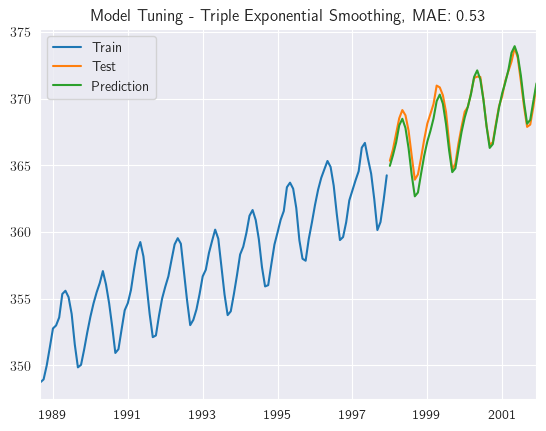 Model Tuning - Triple Exponential Smoothing, MAE: 0.53
375
370
365
360
355
350
Train
Test
Prediction
1989 1991 1993 1995 1997 1999 2001